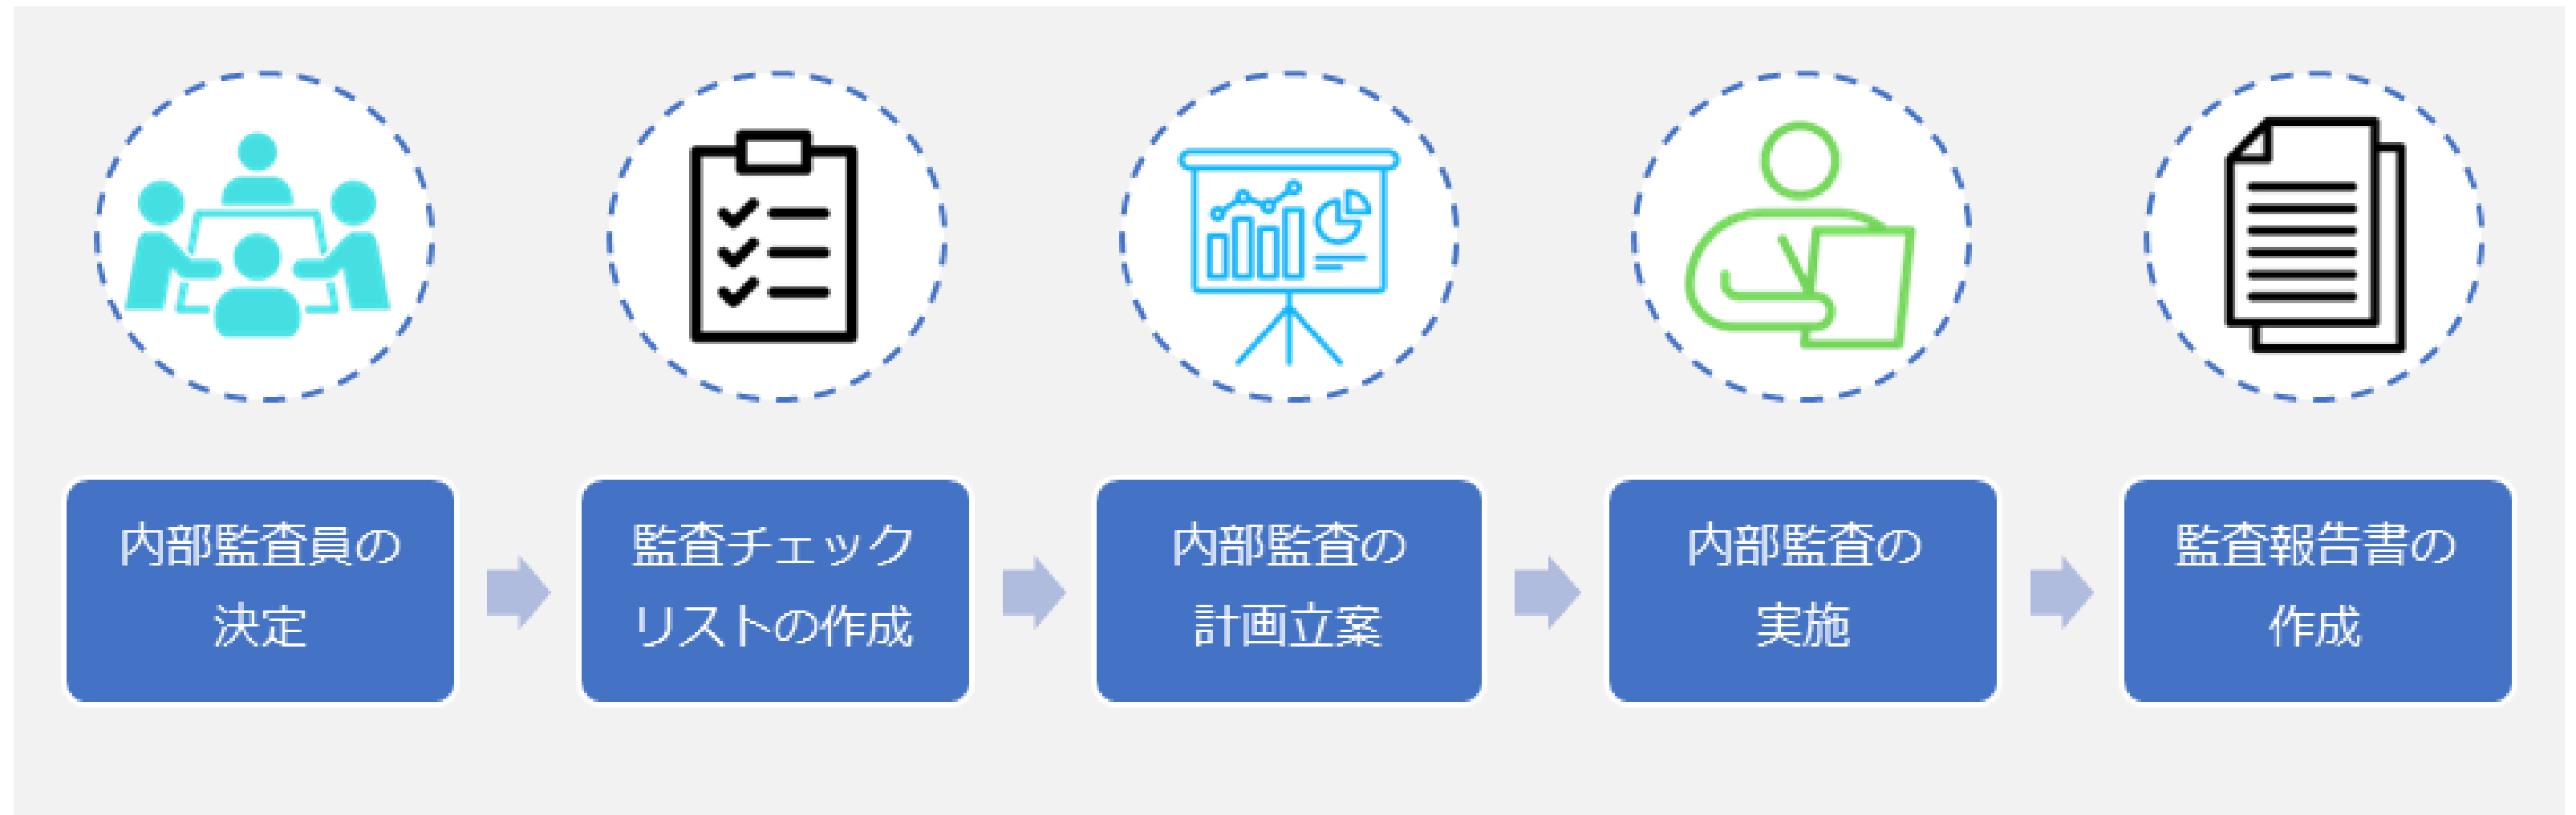 内部監査員の
決定
監査チェック
リストの作成
内部監査の
計画立案
内部監査の
実施
監査報告書の
作成